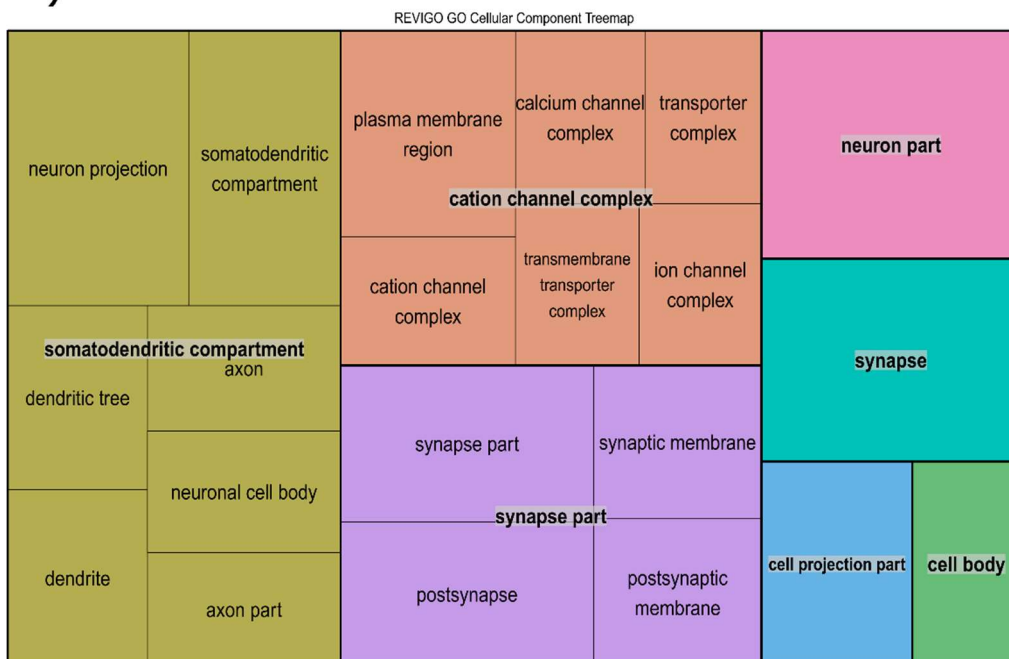 REVIGO GO Cellular Component Treemap
neuron projection
somatodendritic
compartment
somatodendritic compartment
dendritic tree
axon
neuronal cell body
dendrite
axon part
plasma membrane
region
calcium channel
complex
transporter
complex
cation channel complex
cation channel
complex
transmembrane
transporter
complex
ion channel
complex
synapse part
synaptic membrane
synapse part
postsynapse
postsynaptic
membrane
neuron part
synapse
cell projection part
cell body